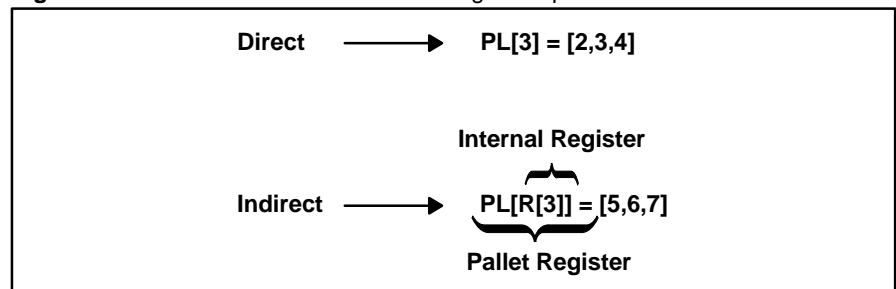 Direct PL[3] = [2,3,4]
Internal Register
Indirect PL[R[3]] = [5,6,7]
Pallet Register